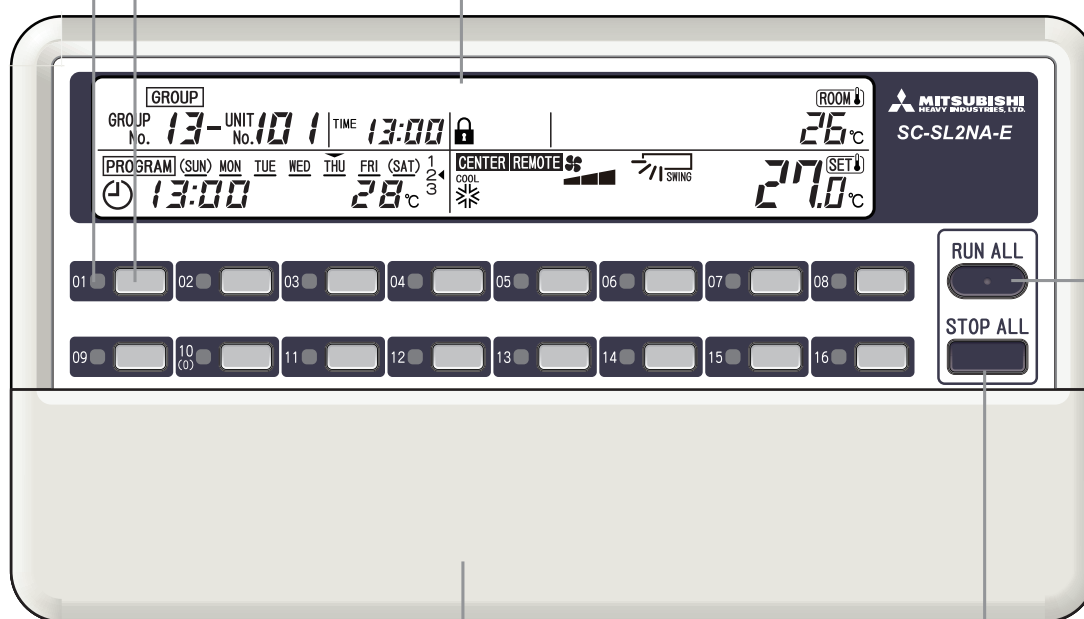 GROUP
GROUP No. 13-UNIT No. 101 TIME 13:00
ROOM 26℃
PROGRAM (SUN) MON TUE WED THU FRI (SAT) 1 2 3
13:00 28℃
CENTER REMOTE
COOL
SWING
SET 27.0℃
MITSUBISHI
HEAVY INDUSTRIES, LTD.
SC-SL2NA-E
RUN ALL
01 02 03 04 05 06 07 08
STOP ALL
09 10 (0) 11 12 13 14 15 16